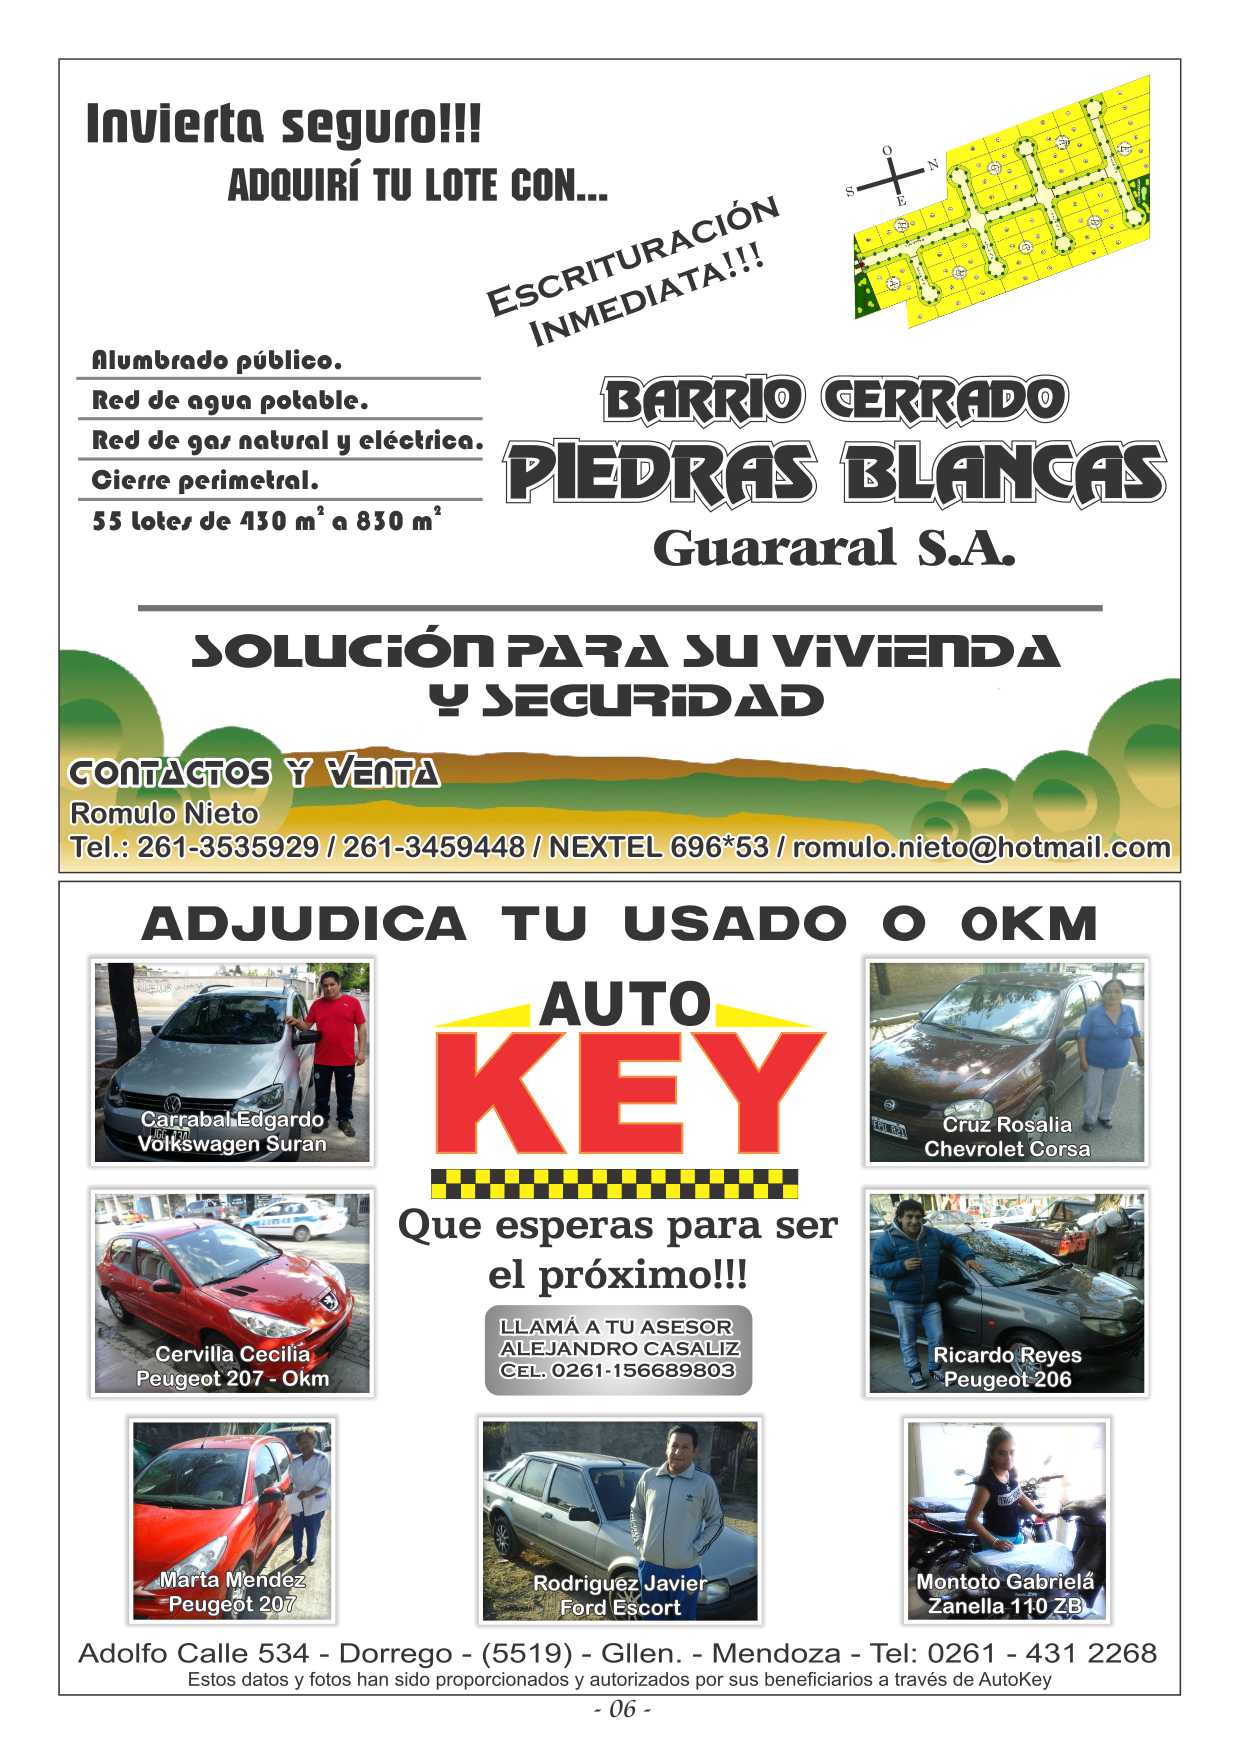 Invierta seguro!!!
ADQUIRÍ TU LOTE CON...
ESCRITURACIÓN
INMEDIATA!!!
O
N
S
E
Alumbrado público.
Red de agua potable.
Red de gas natural y eléctrica.
Cierre perimetral.
55 Lotes de 430 m² a 830 m²
BARRIO CERRADO
PIEDRAS BLANCAS
Guararal S.A.
SOLUCIÓN PARA SU VIVIENDA
Y SEGURIDAD
CONTACTOS Y VENTA
Romulo Nieto
Tel.: 261-3535929 / 261-3459448 / NEXTEL 696*53 / romulo.nieto@hotmail.com
ADJUDICA TU USADO O 0KM
AUTO
KEY
Carrabal Edgardo
Volkswagen Suran
Cruz Rosalia
Chevrolet Corsa
Que esperas para ser
el próximo!!!
Cervilla Cecilia
Peugeot 207 - Okm
LLAMÁ A TU ASESOR
ALEJANDRO CASALIZ
CEL. 0261-156689803
Ricardo Reyes
Peugeot 206
Marta Mendez
Peugeot 207
Rodriguez Javier
Ford Escort
Montoto Gabriela
Zanella 110 ZB
Adolfo Calle 534 - Dorrego - (5519) - Gllen. - Mendoza - Tel: 0261 - 431 2268
Estos datos y fotos han sido proporcionados y autorizados por sus beneficiarios a través de AutoKey
- 06 -